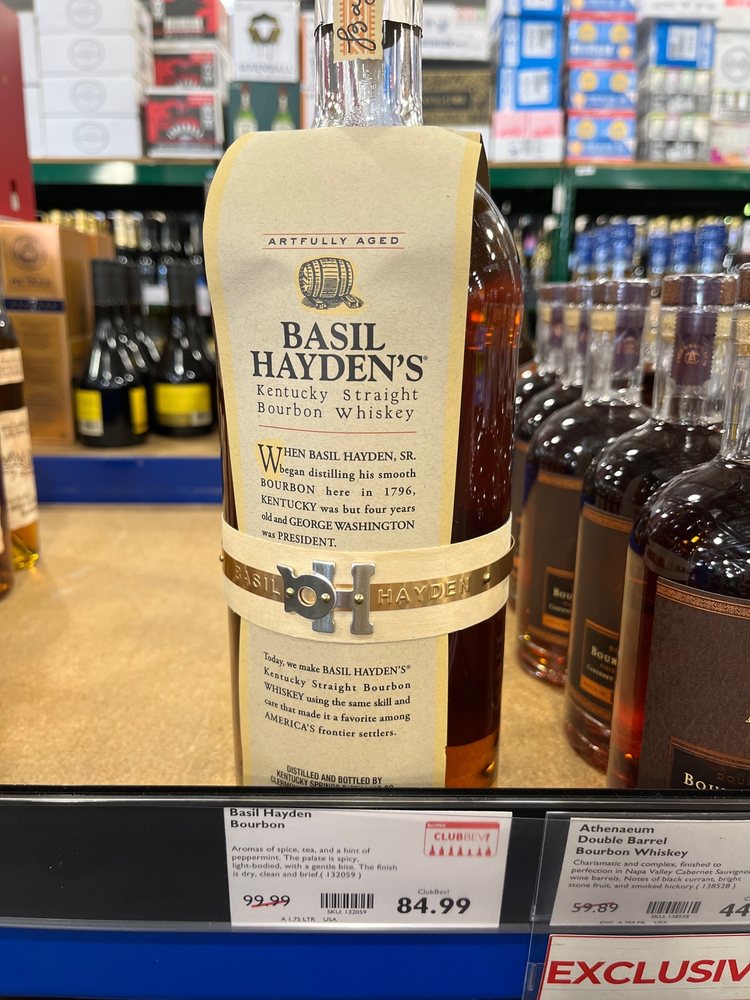 ARTFULLY AGED
BASIL
HAYDEN'S®
Kentucky Straight
Bourbon Whiskey
WHEN BASIL HAYDEN, SR.
began distilling his smooth
BOURBON here in 1796,
KENTUCKY was but four years
old and GEORGE WASHINGTON
was PRESIDENT.
BASIL H HAYDEN
Today, we make BASIL HAYDEN'S®
Kentucky Straight Bourbon
WHISKEY using the same skill and
care that made it a favorite among
AMERICA'S frontier settlers.
DISTILLED AND BOTTLED BY
Basil Hayden
Bourbon
Aromas of spice, tea, and a hint of
peppermint. The palate is spicy,
light-bodied, with a gentle bite. The finish
is dry, clean and brief.( 132059 )
CLUBBEV!
99.99
SKU: 132059
ClubBev!
84.99
A 1.75 LTR USA
Athenaeum
Double Barrel
Bourbon Whiskey
Charismatic and complex, finished to
perfection in Napa Valley Cabernet Sauvigno
wine barrels. Notes of black currant, bright
stone fruit, and smoked hickory.( 138528 )
59.89
SKU: 138528
44
EXCLUSIV